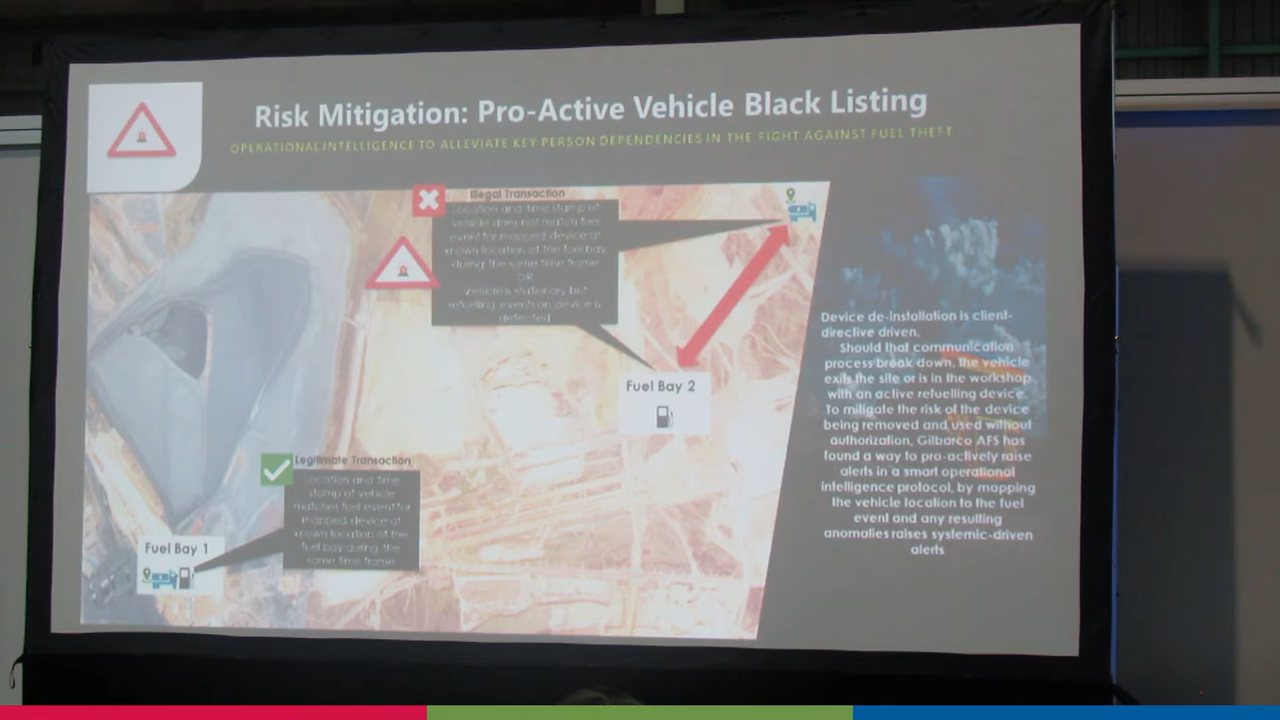 Risk Mitigation: Pro-Active Vehicle Black Listing
OPERATIONAL INTELLIGENCE TO ALLEVIATE KEY PERSON DEPENDENCIES IN THE FIGHT AGAINST FUEL THEFT
Illegal Transaction
Location and time stamp of
vehicle does not match fuel
event for mapped device at
known location of the fuel bay
during the same time frame
OR
Vehicle is stationary but
refuelling events on device is
detected
Fuel Bay 2
Legitimate Transaction
Location and time
stamp of vehicle
matches fuel event for
mapped device at
known location of the
fuel bay during the
same time frame
Fuel Bay 1
Device de-installation is client-
directive driven.
Should that communication
process break down, the vehicle
exits the site or is in the workshop
with an active refuelling device.
To mitigate the risk of the device
being removed and used without
authorization, Gilbarco AFS has
found a way to pro-actively raise
alerts in a smart operational
intelligence protocol, by mapping
the vehicle location to the fuel
event and any resulting
anomalies raises systemic-driven
alerts